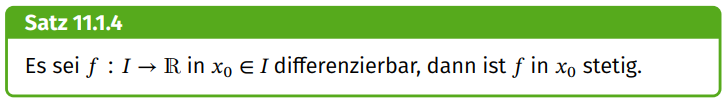 Satz 11.1.4
Es sei f : I → ℝ in x₀ ∈ I differenzierbar, dann ist f in x₀ stetig.